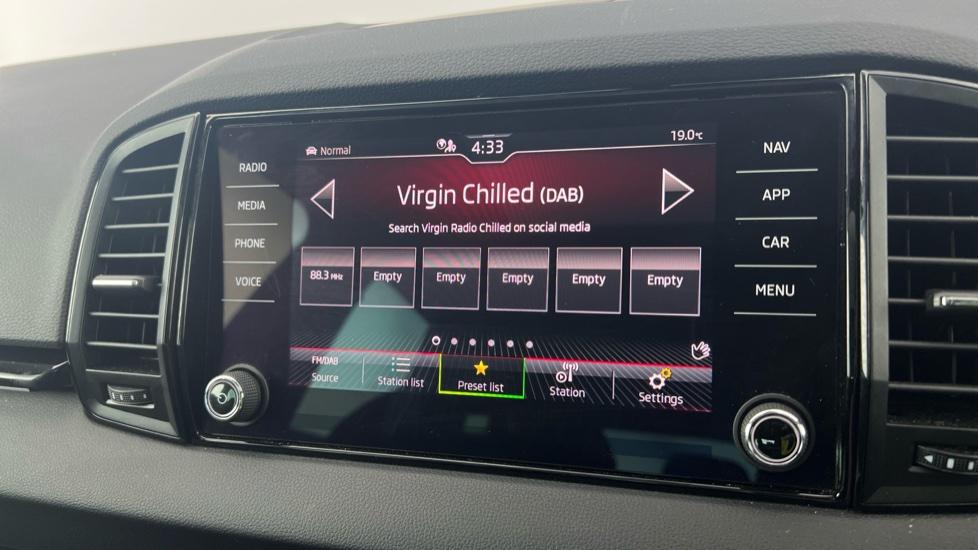 RADIO
MEDIA
PHONE
VOICE
Normal
4:33
19.0°C
Virgin Chilled (DAB)
Search Virgin Radio Chilled on social media
88.3 MHz
Empty
Empty
Empty
Empty
Empty
FM/DAB
Source
Station list
Preset list
Station
Settings
NAV
APP
CAR
MENU